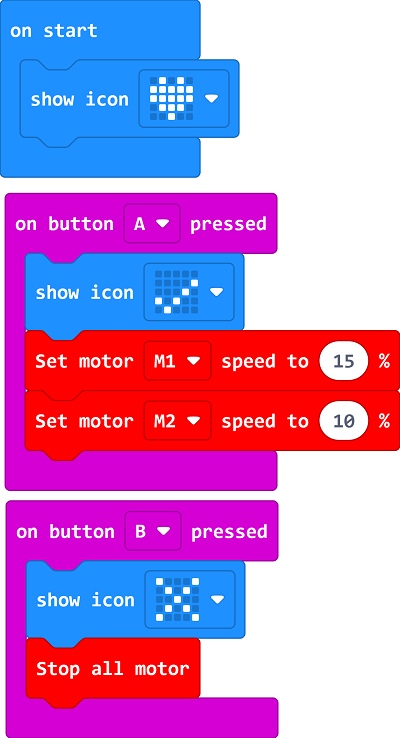 on start
show icon
on button A pressed
show icon
Set motor M1 speed to 15 %
Set motor M2 speed to 10 %
on button B pressed
show icon
Stop all motor